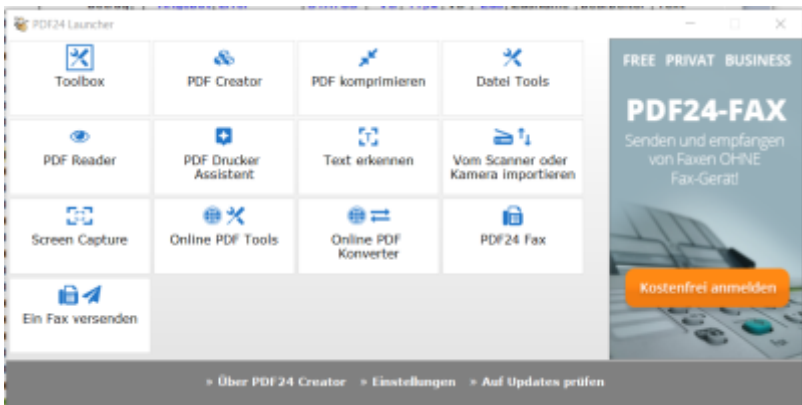 PDF24 Launcher
Toolbox
PDF Creator
PDF komprimieren
Datei Tools
PDF Reader
PDF Drucker
Assistent
Text erkennen
Vom Scanner oder
Kamera importieren
Screen Capture
Online PDF Tools
Online PDF
Konverter
PDF24 Fax
Ein Fax versenden
FREE PRIVAT BUSINESS
PDF24-FAX
Senden und empfangen
von Faxen OHNE
Fax-Gerät!
Kostenfrei anmelden
» Über PDF24 Creator » Einstellungen » Auf Updates prüfen